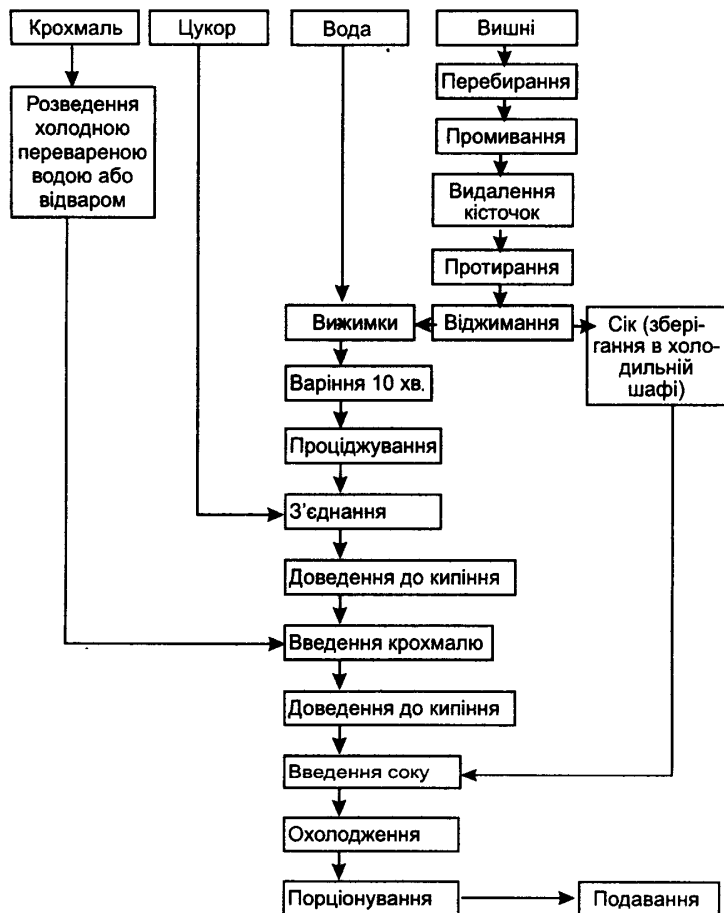 Крохмаль
Цукор
Вода
Вишні
Перебирання
Розведення
холодною
перевареною
водою або
відваром
Промивання
Видалення
кісточок
Протирання
Вижимки
Віджимання
Сік (збері-
гання в холо-
дильній
шафі)
Варіння 10 хв.
Проціджування
З’єднання
Доведення до кипіння
Введення крохмалю
Доведення до кипіння
Введення соку
Охолодження
Порціонування
Подавання